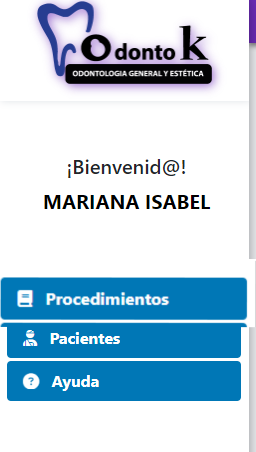 Odonto K
ODONTOLOGIA GENERAL Y ESTÉTICA
¡Bienvenid@!
MARIANA ISABEL
Procedimientos
Pacientes
Ayuda